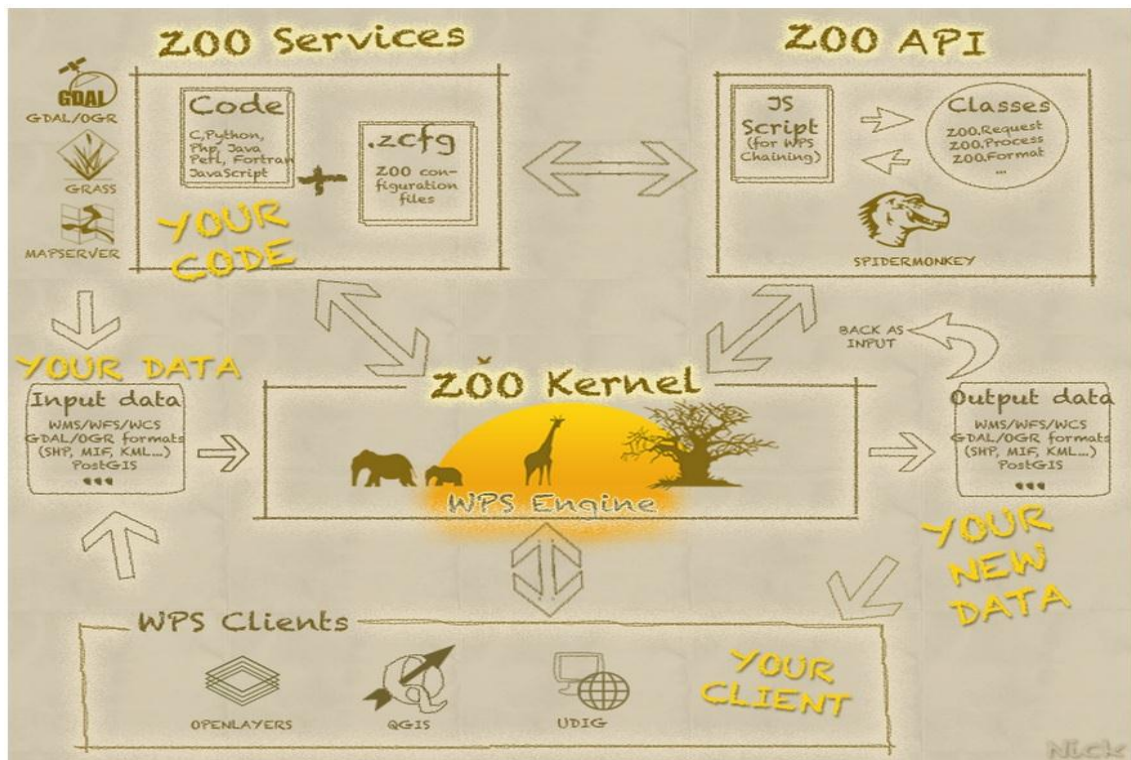 ZOO Services
ZOO API
GDAL
GDAL/OGR
GRASS
MAPSERVER
Code
C,Python,
Php, Java
Perl, Fortran
JavaScript
.zcfg
ZOO con-
figuration
files
YOUR
CODE
JS
Script
(for WPS
Chaining)
Classes
ZOO.Request
ZOO.Process
ZOO.Format
...
SPIDERMONKEY
BACK AS
INPUT
YOUR DATA
Input data
WMS/WFS/WCS
GDAL/OGR formats
(SHP, MIF, KML...)
PostGIS
...
ZOO Kernel
WPS Engine
Output data
WMS/WFS/WCS
GDAL/OGR formats
(SHP, MIF, KML...)
PostGIS
...
YOUR
NEW
DATA
WPS Clients
OPENLAYERS
QGIS
UDIG
YOUR
CLIENT
Nick